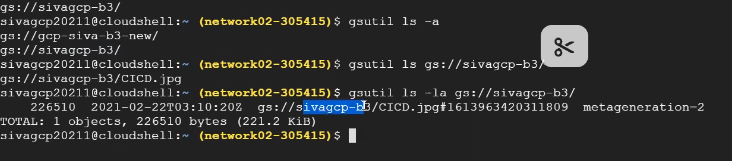 gs://sivagcp-b3/
sivagcp20211@cloudshell:~ (network02-305415)$ gsutil ls -a
gs://gcp-siva-b3-new/
gs://sivagcp-b3/
sivagcp20211@cloudshell:~ (network02-305415)$ gsutil ls gs://sivagcp-b3/
gs://sivagcp-b3/CICD.jpg
sivagcp20211@cloudshell:~ (network02-305415)$ gsutil ls -la gs://sivagcp-b3/
226510 2021-02-22T03:10:20Z gs://sivagcp-b3/CICD.jpg#1613963420311809 metageneration=2
TOTAL: 1 objects, 226510 bytes (221.2 KiB)
sivagcp20211@cloudshell:~ (network02-305415)$